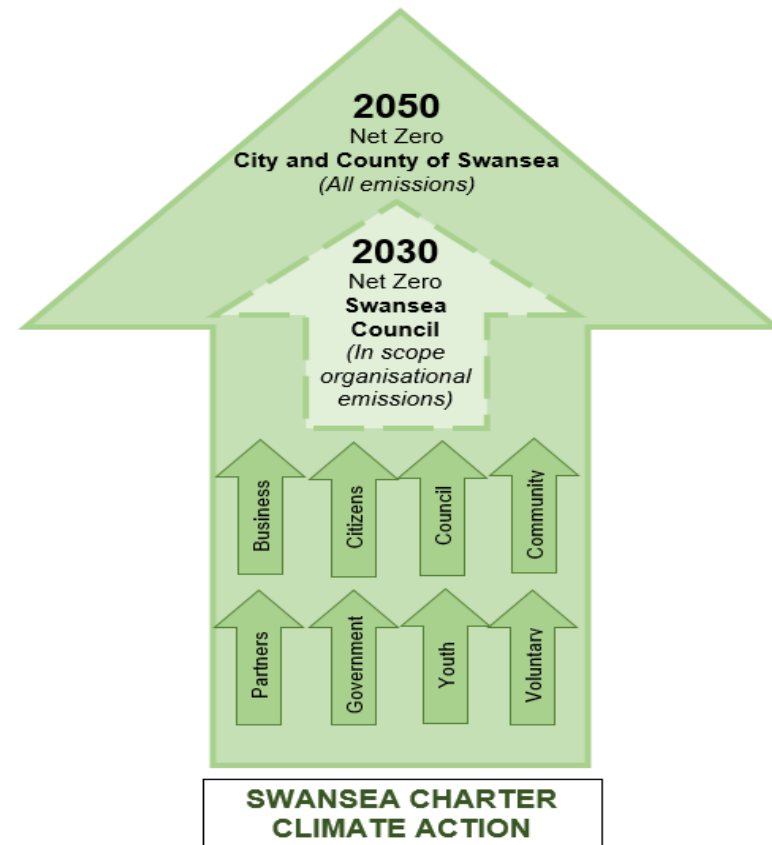 2050
Net Zero
City and County of Swansea
(All emissions)
2030
Net Zero
Swansea
Council
(In scope
organisational
emissions)
Business
Citizens
Council
Community
Partners
Government
Youth
Voluntary
SWANSEA CHARTER
CLIMATE ACTION